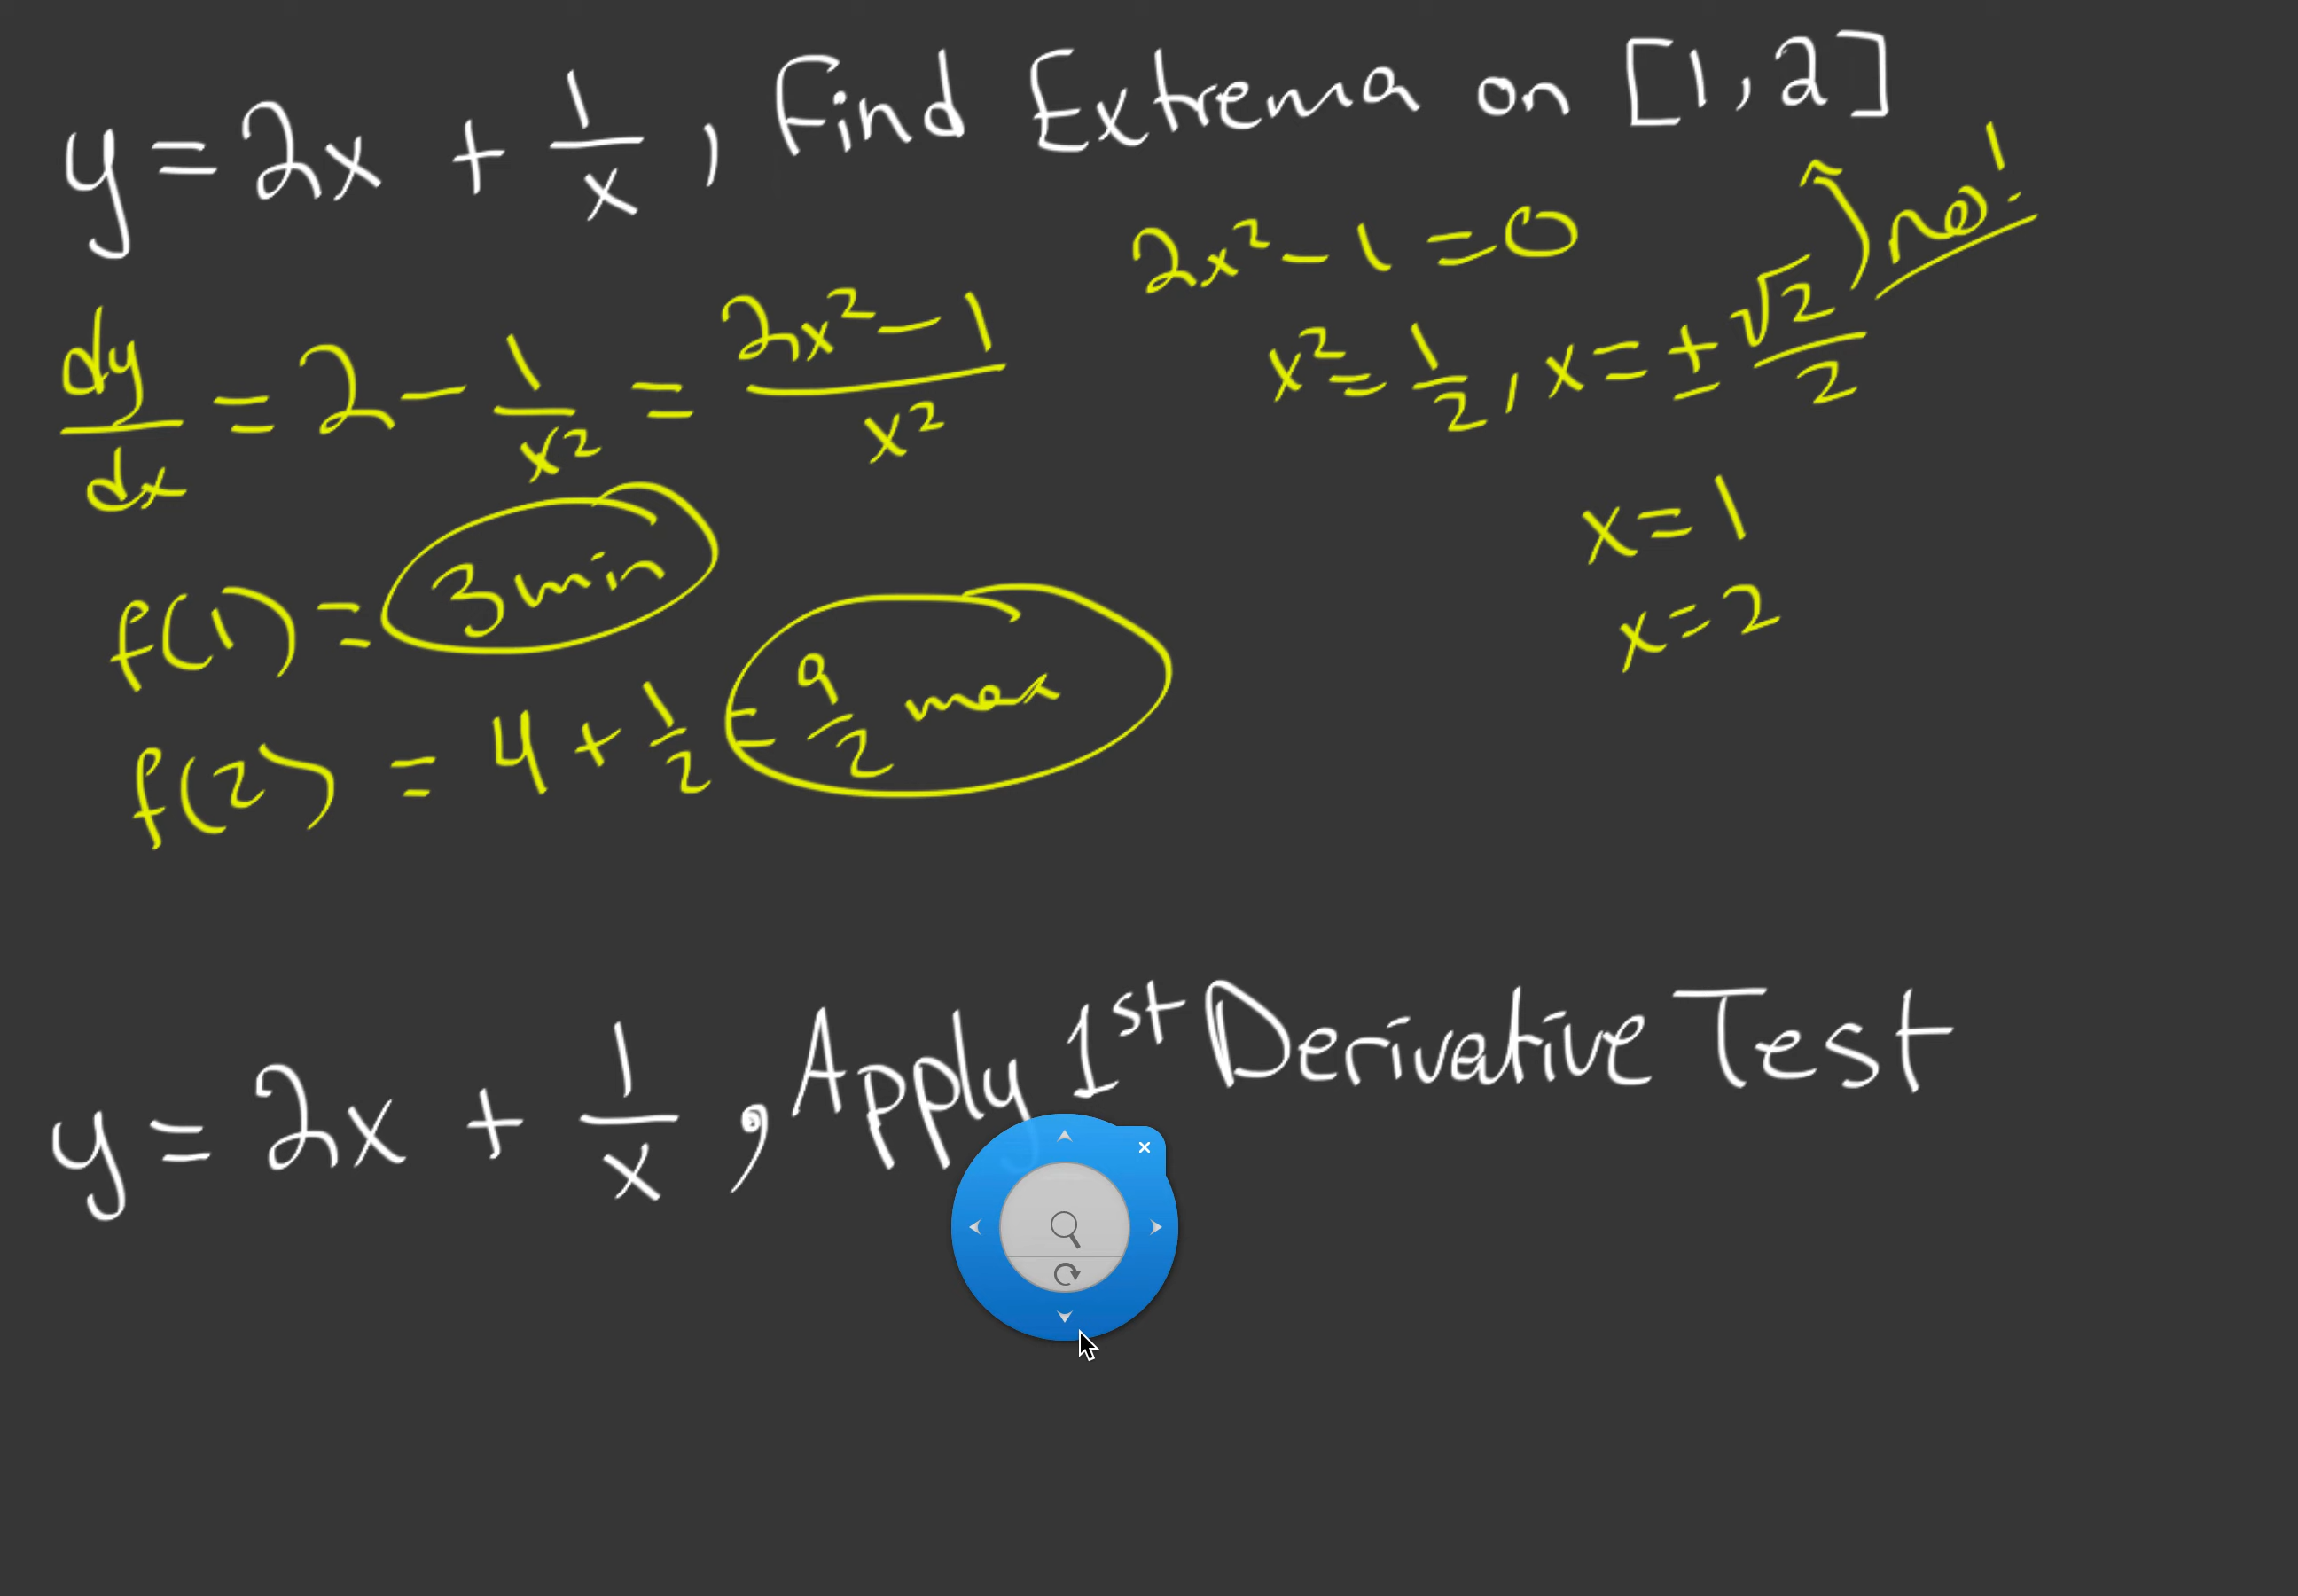 y = 2x + 1/x , Find Extrema on [1, 2]
dy/dx = 2 - 1/x² = (2x² - 1)/x²
2x² - 1 = 0
x² = 1/2, x = ± √2/2 } no!
x = 1
x = 2
f(1) = 3 min
f(2) = 4 + 1/2 = 9/2 max
y = 2x + 1/x , Apply 1st Derivative Test